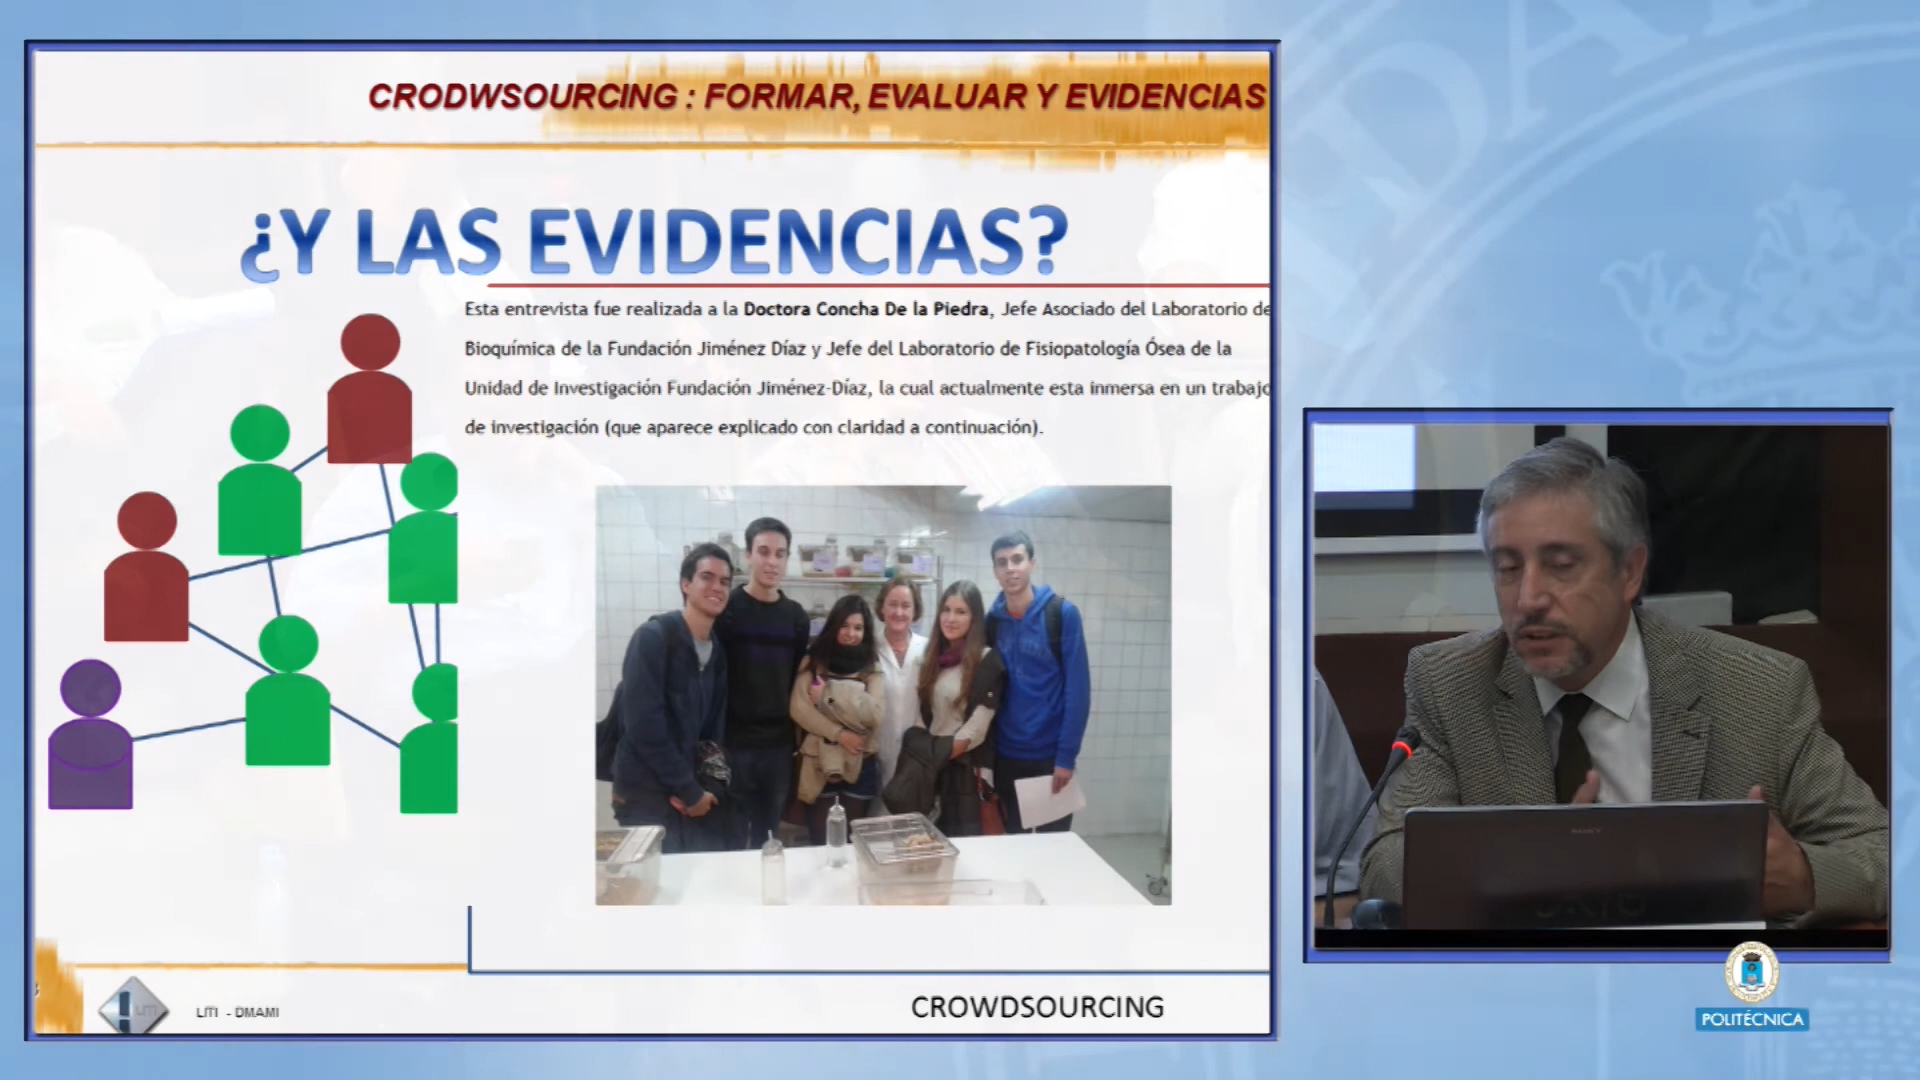 CRODWSOURCING : FORMAR, EVALUAR Y EVIDENCIAS
¿Y LAS EVIDENCIAS?
Esta entrevista fue realizada a la Doctora Concha De la Piedra, Jefe Asociado del Laboratorio de
Bioquímica de la Fundación Jiménez Díaz y Jefe del Laboratorio de Fisiopatología Ósea de la
Unidad de Investigación Fundación Jiménez-Díaz, la cual actualmente esta inmersa en un trabajo
de investigación (que aparece explicado con claridad a continuación).
LITI - DMAMI
CROWDSOURCING
SONY
POLITÉCNICA